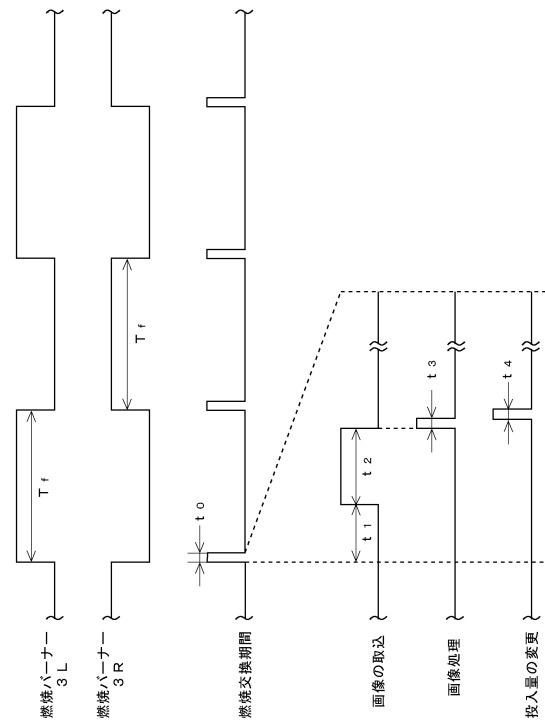 燃焼バーナー
３Ｌ
Ｔｆ
燃焼バーナー
３Ｒ
Ｔｆ
燃焼交換期間
ｔ０
画像の取込
ｔ１
ｔ２
画像処理
ｔ３
投入量の変更
ｔ４